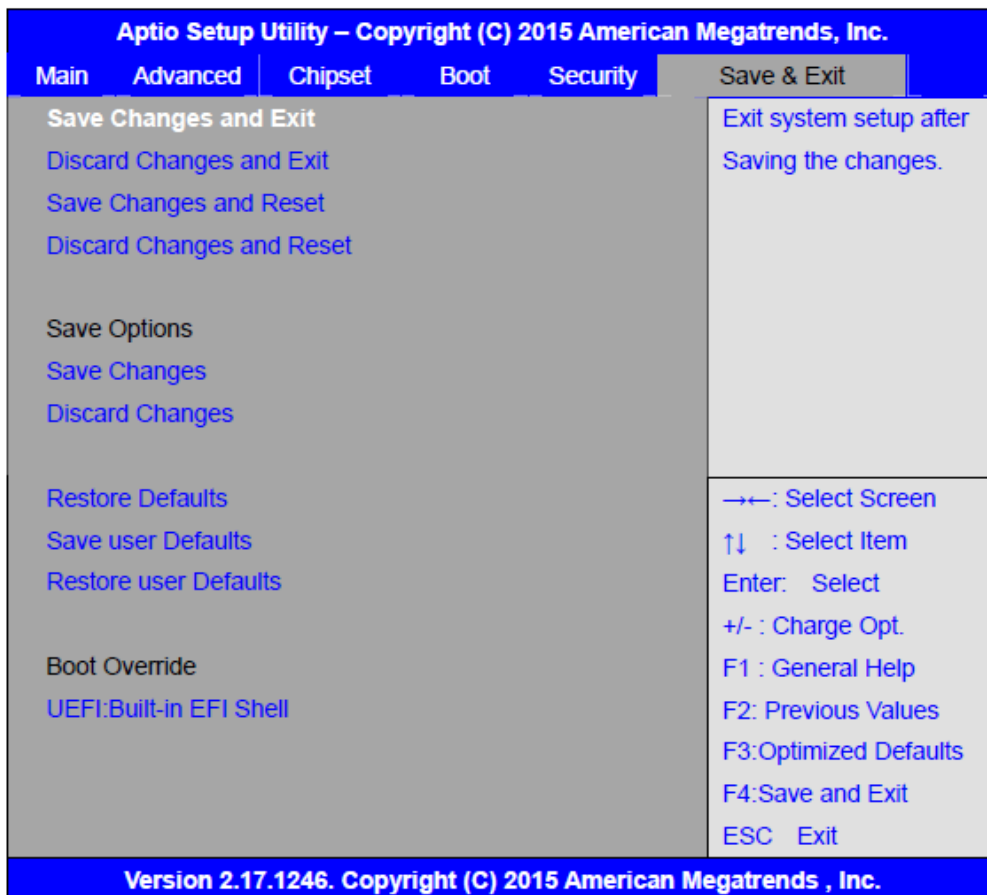 Aptio Setup Utility – Copyright (C) 2015 American Megatrends, Inc.
Main Advanced Chipset Boot Security Save & Exit
Save Changes and Exit
Discard Changes and Exit
Save Changes and Reset
Discard Changes and Reset
Save Options
Save Changes
Discard Changes
Restore Defaults
Save user Defaults
Restore user Defaults
Boot Override
UEFI:Built-in EFI Shell
Exit system setup after
Saving the changes.
→←: Select Screen
↑↓ : Select Item
Enter: Select
+/- : Charge Opt.
F1 : General Help
F2: Previous Values
F3:Optimized Defaults
F4:Save and Exit
ESC Exit
Version 2.17.1246. Copyright (C) 2015 American Megatrends , Inc.